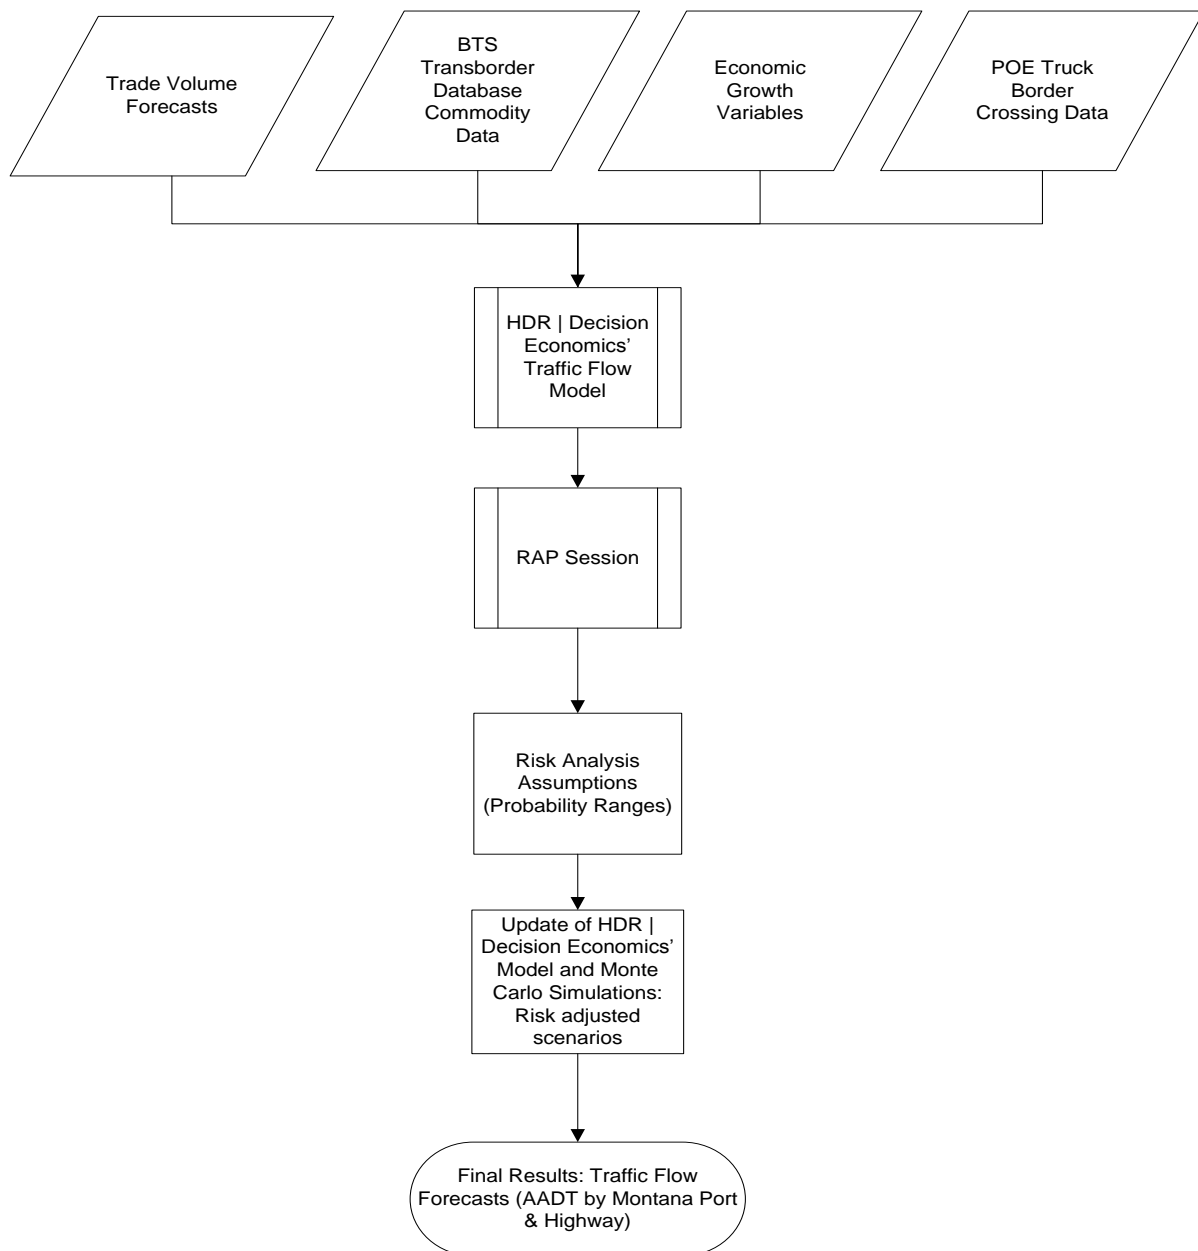 Trade Volume
Forecasts
BTS
Transborder
Database
Commodity
Data
Economic
Growth
Variables
POE Truck
Border
Crossing Data
HDR | Decision
Economics’
Traffic Flow
Model
RAP Session
Risk Analysis
Assumptions
(Probability Ranges)
Update of HDR |
Decision Economics’
Model and Monte
Carlo Simulations:
Risk adjusted
scenarios
Final Results: Traffic Flow
Forecasts (AADT by Montana Port
& Highway)